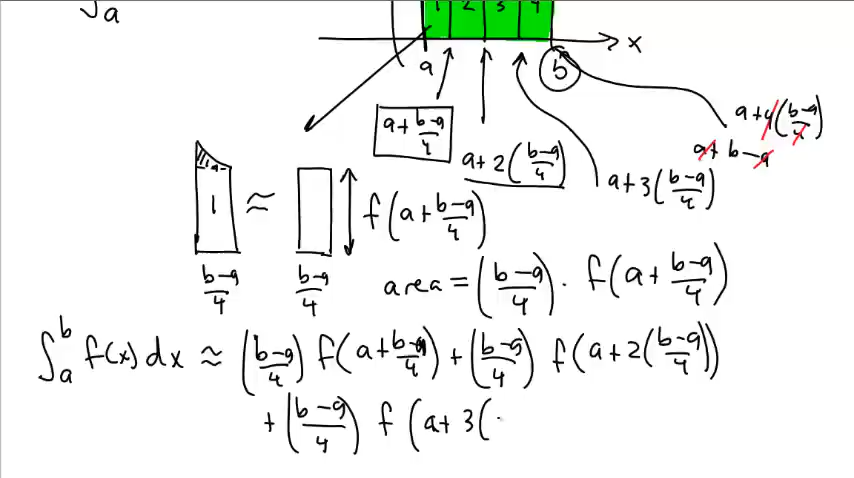 ∫a
1 2 3 4
x
a
b
a + (b-a)/4
a + 2((b-a)/4)
a + 3((b-a)/4)
a + 4((b-a)/4)
a + b - a
1 ≈ f(a + (b-a)/4)
(b-a)/4 (b-a)/4
area = ((b-a)/4) · f(a + (b-a)/4)
∫_a^b f(x) dx ≈ ((b-a)/4) f(a + (b-a)/4) + ((b-a)/4) f(a + 2((b-a)/4))
+ ((b-a)/4) f(a + 3(